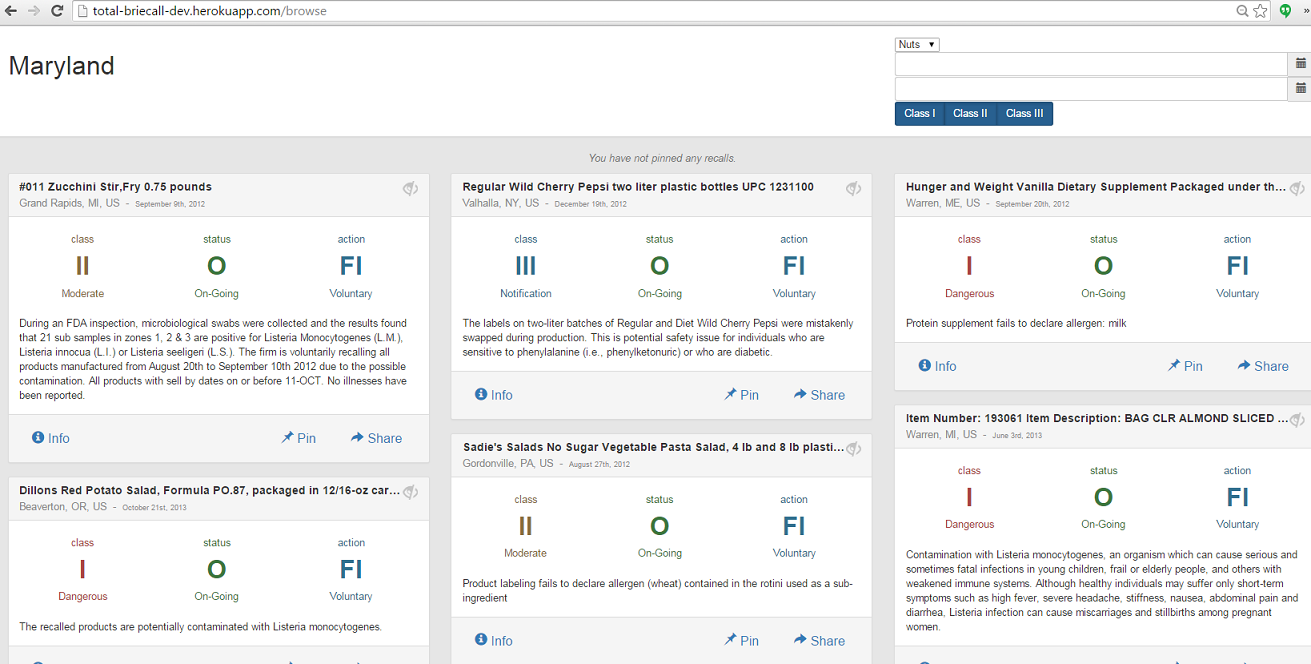 total-briecall-dev.herokuapp.com/browse
»
Maryland
Nuts
Class I Class II Class III
You have not pinned any recalls.
#011 Zucchini Stir,Fry 0.75 pounds
Grand Rapids, MI, US - September 9th, 2012
class status action
II O FI
Moderate On-Going Voluntary
During an FDA inspection, microbiological swabs were collected and the results found
that 21 sub samples in zones 1, 2 & 3 are positive for Listeria Monocytogenes (L.M.),
Listeria innocua (L.I.) or Listeria seeligeri (L.S.). The firm is voluntarily recalling all
products manufactured from August 20th to September 10th 2012 due to the possible
contamination. All products with sell by dates on or before 11-OCT. No illnesses have
been reported.
Info Pin Share
Dillons Red Potato Salad, Formula PO.87, packaged in 12/16-oz car...
Beaverton, OR, US - October 21st, 2013
class status action
I O FI
Dangerous On-Going Voluntary
The recalled products are potentially contaminated with Listeria monocytogenes.
Regular Wild Cherry Pepsi two liter plastic bottles UPC 1231100
Valhalla, NY, US - December 19th, 2012
class status action
III O FI
Notification On-Going Voluntary
The labels on two-liter batches of Regular and Diet Wild Cherry Pepsi were mistakenly
swapped during production. This is potential safety issue for individuals who are
sensitive to phenylalanine (i.e., phenylketonuric) or who are diabetic.
Info Pin Share
Sadie's Salads No Sugar Vegetable Pasta Salad, 4 lb and 8 lb plasti...
Gordonville, PA, US - August 27th, 2012
class status action
II O FI
Moderate On-Going Voluntary
Product labeling fails to declare allergen (wheat) contained in the rotini used as a sub-
ingredient
Info Pin Share
Hunger and Weight Vanilla Dietary Supplement Packaged under th...
Warren, ME, US - September 20th, 2012
class status action
I O FI
Dangerous On-Going Voluntary
Protein supplement fails to declare allergen: milk
Info Pin Share
Item Number: 193061 Item Description: BAG CLR ALMOND SLICED ...
Warren, MI, US - June 3rd, 2013
class status action
I O FI
Dangerous On-Going Voluntary
Contamination with Listeria monocytogenes, an organism which can cause serious and
sometimes fatal infections in young children, frail or elderly people, and others with
weakened immune systems. Although healthy individuals may suffer only short-term
symptoms such as high fever, severe headache, stiffness, nausea, abdominal pain and
diarrhea, Listeria infection can cause miscarriages and stillbirths among pregnant
women.